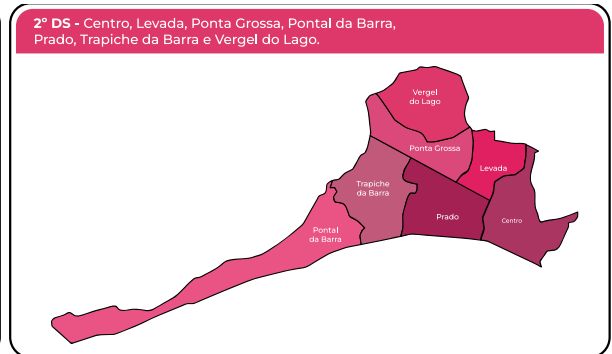 2º DS - Centro, Levada, Ponta Grossa, Pontal da Barra,
Prado, Trapiche da Barra e Vergel do Lago.
Vergel
do Lago
Ponta Grossa
Levada
Trapiche
da Barra
Prado
Centro
Pontal
da Barra